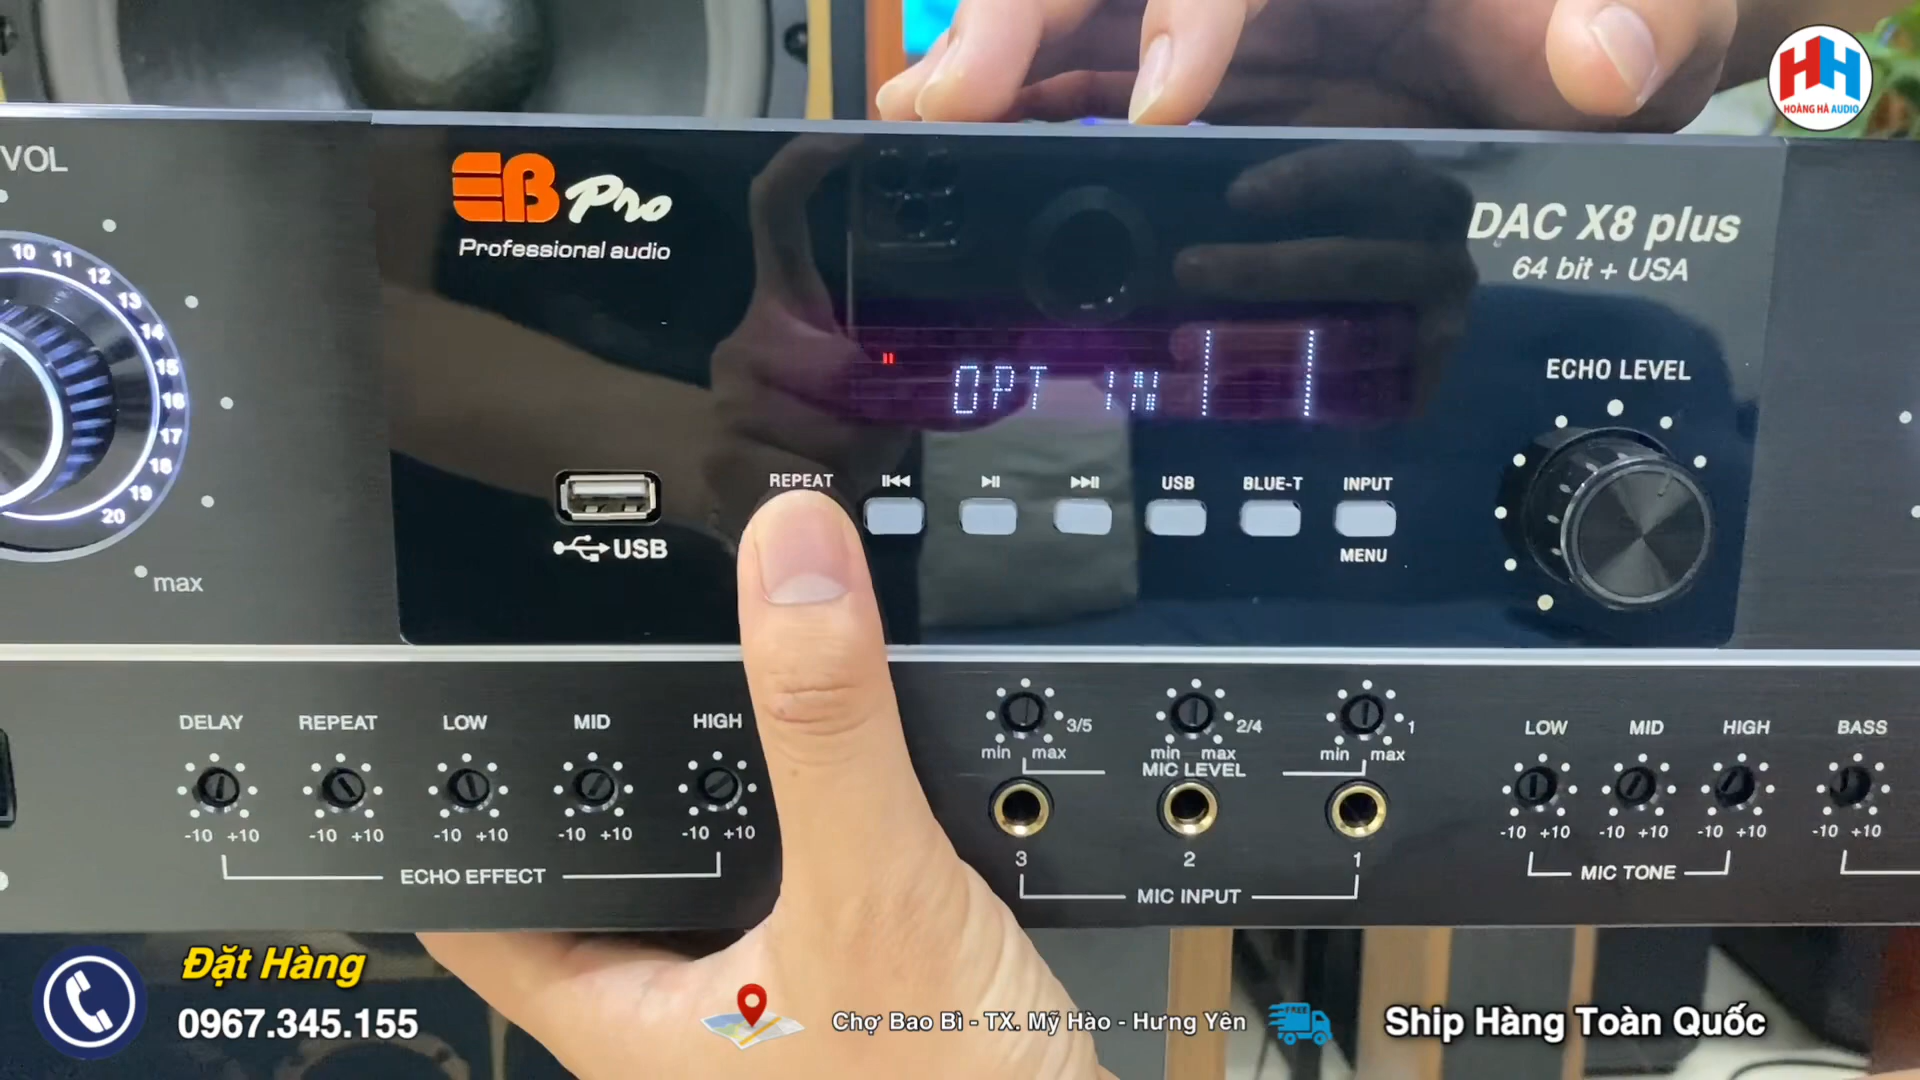 HH
HOÀNG HÀ AUDIO
VOL
10 11 12 13 14 15 16 17 18 19 20
max
EB Pro
Professional audio
DAC X8 plus
64 bit + USA
OPT IN
ECHO LEVEL
USB
REPEAT
USB
BLUE-T
INPUT
MENU
DELAY
REPEAT
LOW
MID
HIGH
-10 +10
-10 +10
-10 +10
-10 +10
-10 +10
ECHO EFFECT
3/5
2/4
1
min max
min max
min max
MIC LEVEL
3
2
1
MIC INPUT
LOW
MID
HIGH
BASS
-10 +10
-10 +10
-10 +10
-10 +10
MIC TONE
Đặt Hàng
0967.345.155
Chợ Bao Bì - TX. Mỹ Hào - Hưng Yên
FREE
Ship Hàng Toàn Quốc